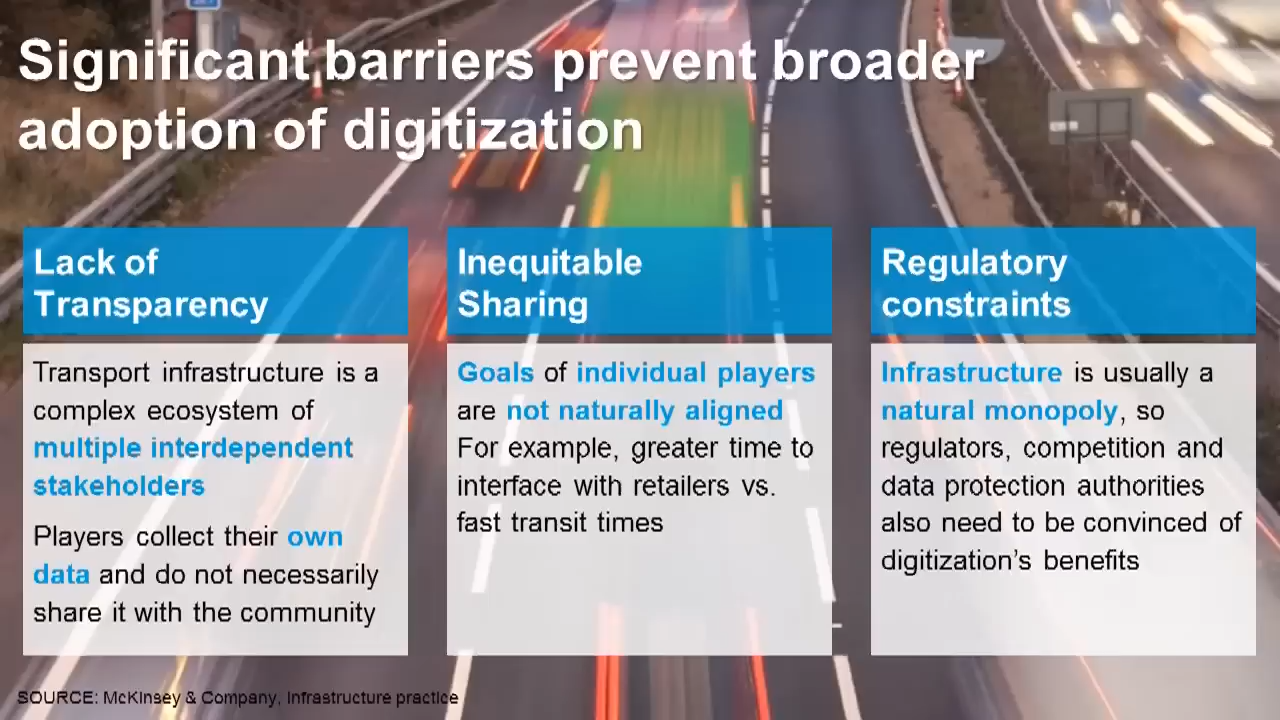 Significant barriers prevent broader
adoption of digitization
Lack of
Transparency
Transport infrastructure is a
complex ecosystem of
multiple interdependent
stakeholders
Players collect their own
data and do not necessarily
share it with the community
Inequitable
Sharing
Goals of individual players
are not naturally aligned
For example, greater time to
interface with retailers vs.
fast transit times
Regulatory
constraints
Infrastructure is usually a
natural monopoly, so
regulators, competition and
data protection authorities
also need to be convinced of
digitization’s benefits
SOURCE: McKinsey & Company, Infrastructure practice